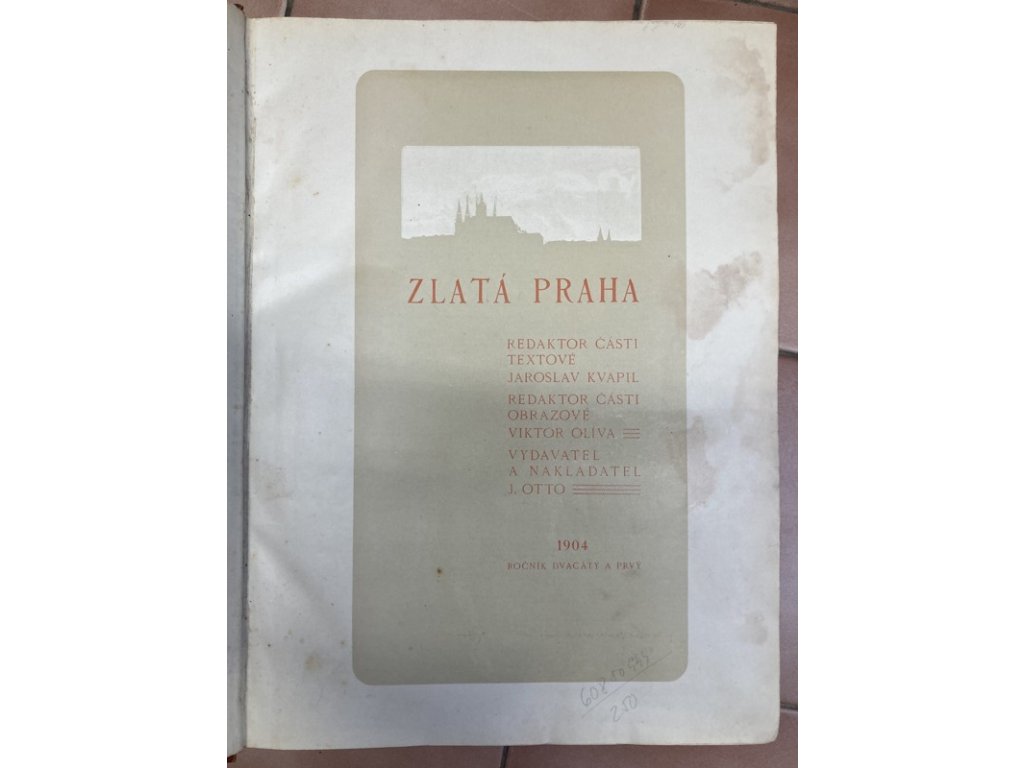 ZLATÁ PRAHA
REDAKTOR ČÁSTI
TEXTOVÉ
JAROSLAV KVAPIL
REDAKTOR ČÁSTI
OBRAZOVÉ
VIKTOR OLIVA
VYDAVATEL
A NAKLADATEL
J. OTTO
1904
ROČNÍK DVACÁTÝ A PRVÝ
250